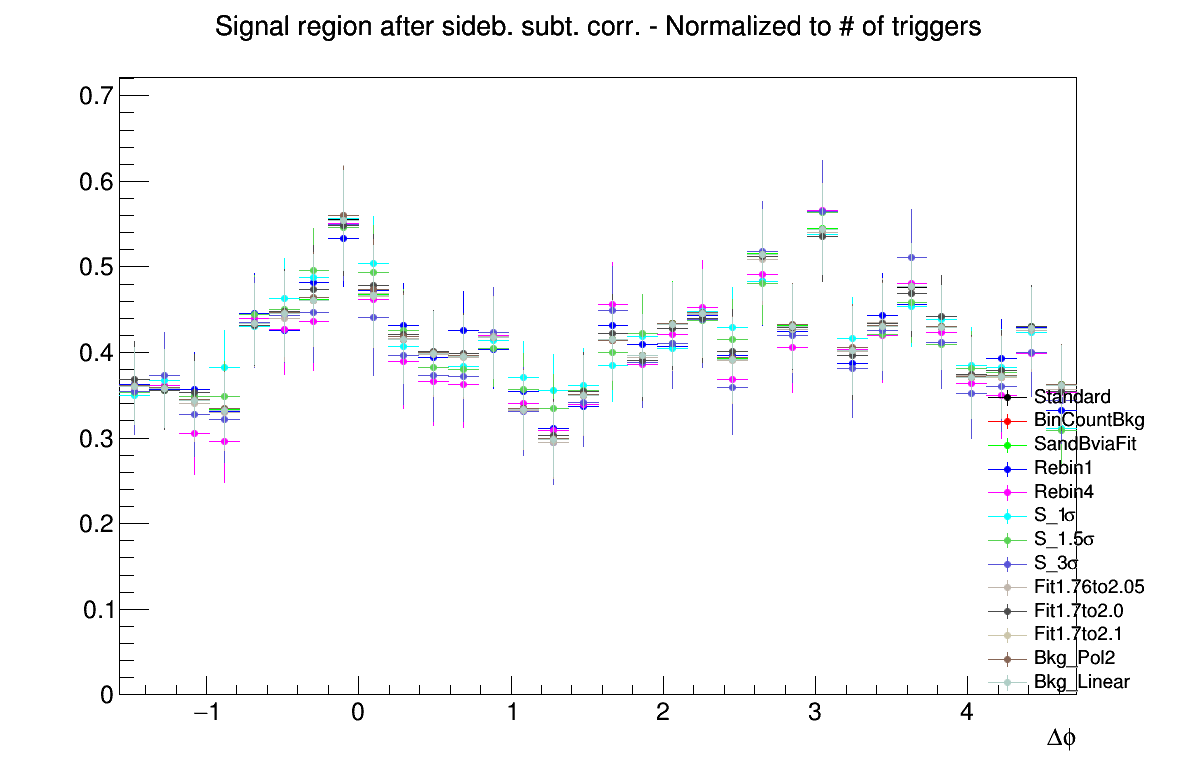 Signal region after sideb. subt. corr. - Normalized to # of triggers
0.7
0.6
0.5
0.4
0.3
0.2
0.1
0
Standard
BinCountBkg
SandBviaFit
Rebin1
Rebin4
S_1σ
S_1.5σ
S_3σ
Fit1.76to2.05
Fit1.7to2.0
Fit1.7to2.1
Bkg_Pol2
Bkg_Linear
−1 0 1 2 3 4
Δϕ